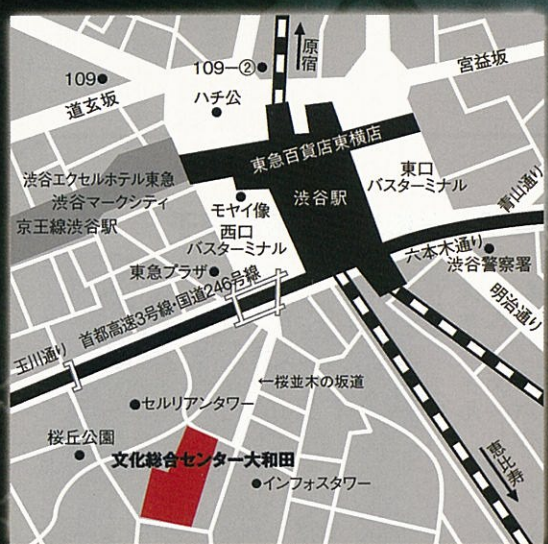 原宿
109
109-②
宮益坂
道玄坂
ハチ公
東急百貨店東横店
渋谷エクセルホテル東急
渋谷マークシティ
京王線渋谷駅
モヤイ像
西口
バスターミナル
渋谷駅
東口
バスターミナル
青山通り
東急プラザ
六本木通り
渋谷警察署
首都高速3号線・国道246号線
明治通り
玉川通り
←桜並木の坂道
セルリアンタワー
桜丘公園
文化総合センター大和田
インフォスタワー
恵比寿